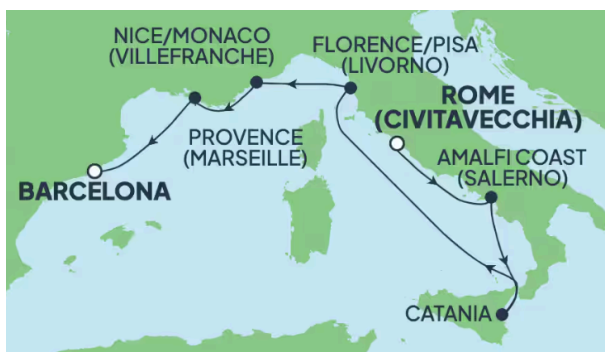 NICE/MONACO
(VILLEFRANCHE)
FLORENCE/PISA
(LIVORNO)
ROME
(CIVITAVECCHIA)
PROVENCE
(MARSEILLE)
AMALFI COAST
(SALERNO)
BARCELONA
CATANIA